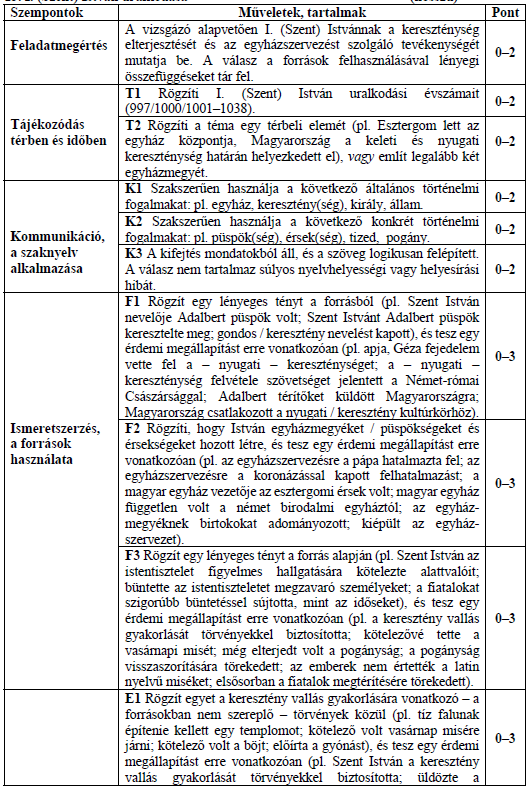 Szempontok Műveletek, tartalmak Pont
Feladatmegértés
A vizsgázó alapvetően I. (Szent) Istvánnak a kereszténység
elterjesztését és az egyházszervezést szolgáló tevékenységét
mutatja be. A válasz a források felhasználásával lényegi
összefüggéseket tár fel.
0–2
Tájékozódás
térben és időben
T1 Rögzíti I. (Szent) István uralkodási évszámait
(997/1000/1001–1038).
0–2
T2 Rögzíti a téma egy térbeli elemét (pl. Esztergom lett az
egyház központja, Magyarország a keleti és nyugati
kereszténység határán helyezkedett el), vagy említ legalább két
egyházmegyét.
0–2
Kommunikáció,
a szaknyelv
alkalmazása
K1 Szakszerűen használja a következő általános történelmi
fogalmakat: pl. egyház, keresztény(ség), király, állam.
0–2
K2 Szakszerűen használja a következő konkrét történelmi
fogalmakat: pl. püspök(ség), érsek(ség), tized, pogány.
0–2
K3 A kifejtés mondatokból áll, és a szöveg logikusan felépített.
A válasz nem tartalmaz súlyos nyelvhelyességi vagy helyesírási
hibát.
0–2
Ismeretszerzés,
a források
használata
F1 Rögzít egy lényeges tényt a forrásból (pl. Szent István
nevelője Adalbert püspök volt; Szent Istvánt Adalbert püspök
keresztelte meg; gondos / keresztény nevelést kapott), és tesz egy
érdemi megállapítást erre vonatkozóan (pl. apja, Géza fejedelem
vette fel a – nyugati – kereszténységet; a – nyugati –
kereszténység felvétele szövetséget jelentett a Német-római
Császársággal; Adalbert térítőket küldött Magyarországra;
Magyarország csatlakozott a nyugati / keresztény kultúrkörhöz).
0–3
F2 Rögzíti, hogy István egyházmegyéket / püspökségeket és
érsekségeket hozott létre, és tesz egy érdemi megállapítást erre
vonatkozóan (pl. az egyházszervezésre a pápa hatalmazta fel; az
egyházszervezésre a koronázással kapott felhatalmazást; a
magyar egyház vezetője az esztergomi érsek volt; magyar egyház
független volt a német birodalmi egyháztól; az egyház-
megyéknek birtokokat adományozott; kiépült az egyház-
szervezet).
0–3
F3 Rögzít egy lényeges tényt a forrás alapján (pl. Szent István az
istentisztelet figyelmes hallgatására kötelezte alattvalóit;
büntette az istentiszteletet megzavaró személyeket; a fiatalokat
szigorúbb büntetéssel sújtotta, mint az időseket), és tesz egy
érdemi megállapítást erre vonatkozóan (pl. a keresztény vallás
gyakorlását törvényekkel biztosította; kötelezővé tette a
vasárnapi misét; még elterjedt volt a pogányság; a pogányság
visszaszorítására törekedett; az emberek nem értették a latin
nyelvű miséket; elsősorban a fiatalok megtérítésére törekedett).
0–3
E1 Rögzít egyet a keresztény vallás gyakorlására vonatkozó – a
forrásokban nem szereplő – törvények közül (pl. tíz falunak
építenie kellett egy templomot; kötelező volt vasárnap misére
járni; kötelező volt a böjt; előírta a gyónást), és tesz egy érdemi
megállapítást erre vonatkozóan (pl. Szent István a keresztény
vallás gyakorlását törvényekkel biztosította; üldözte a
0–3